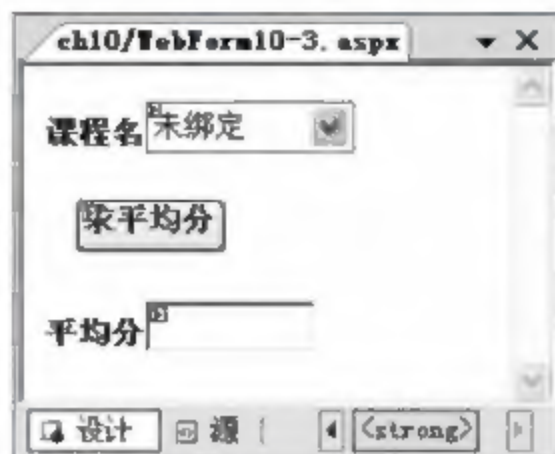 ch10/WebForm10-3.aspx
课程名 未绑定
求平均分
平均分
设计 源 <strong>